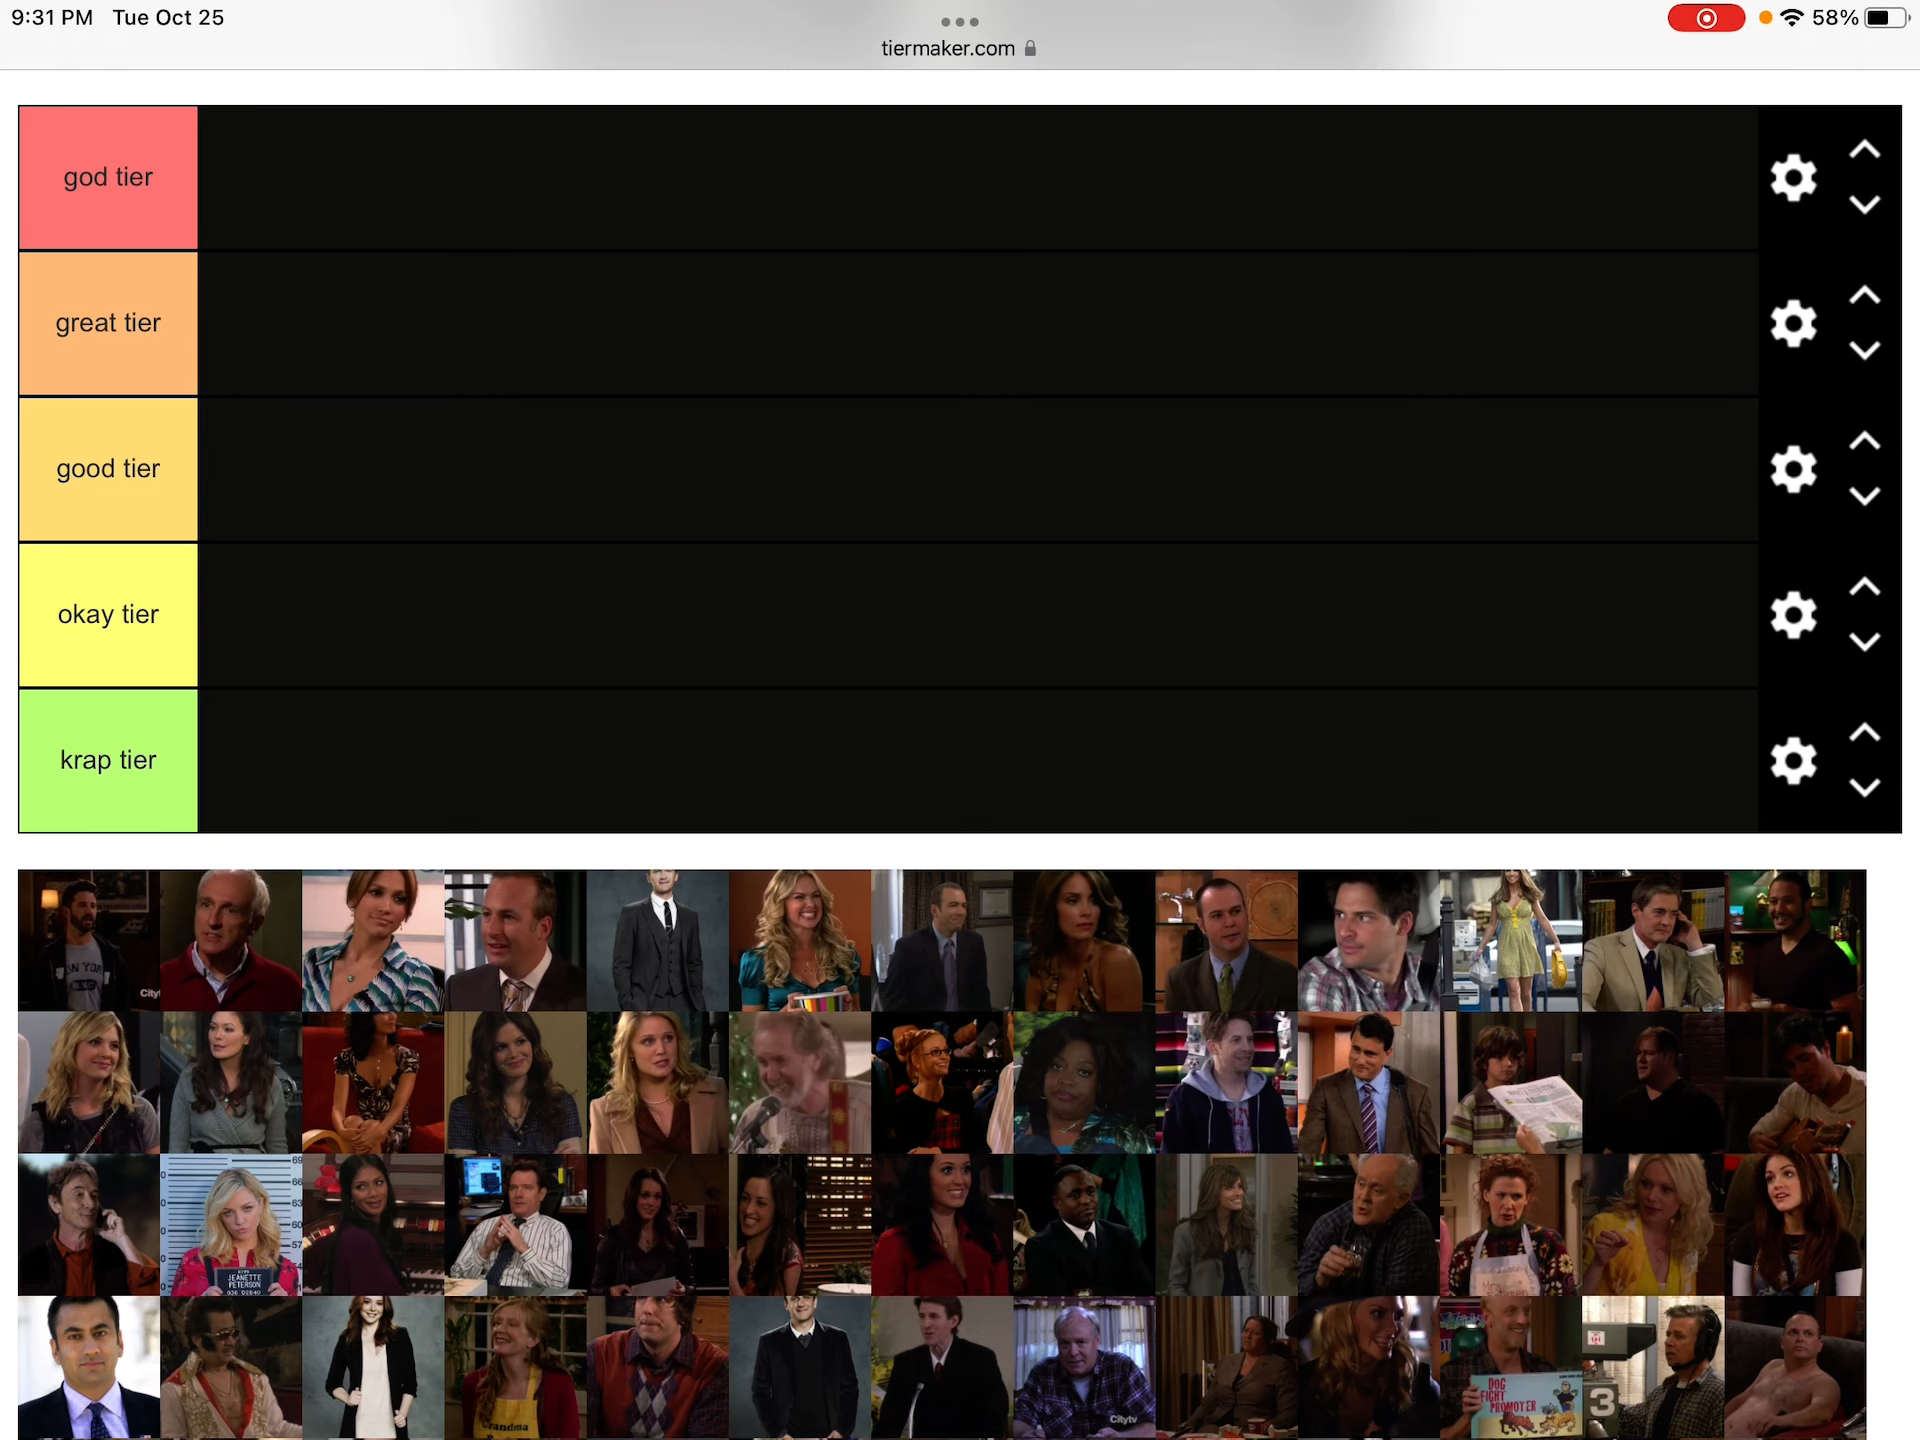 9:31 PM Tue Oct 25
58%
tiermaker.com
god tier
great tier
good tier
okay tier
krap tier
City
JEANETTE
PETERSON
Grandma
Citytv
DOG
FIGHT
PROMOTER
3